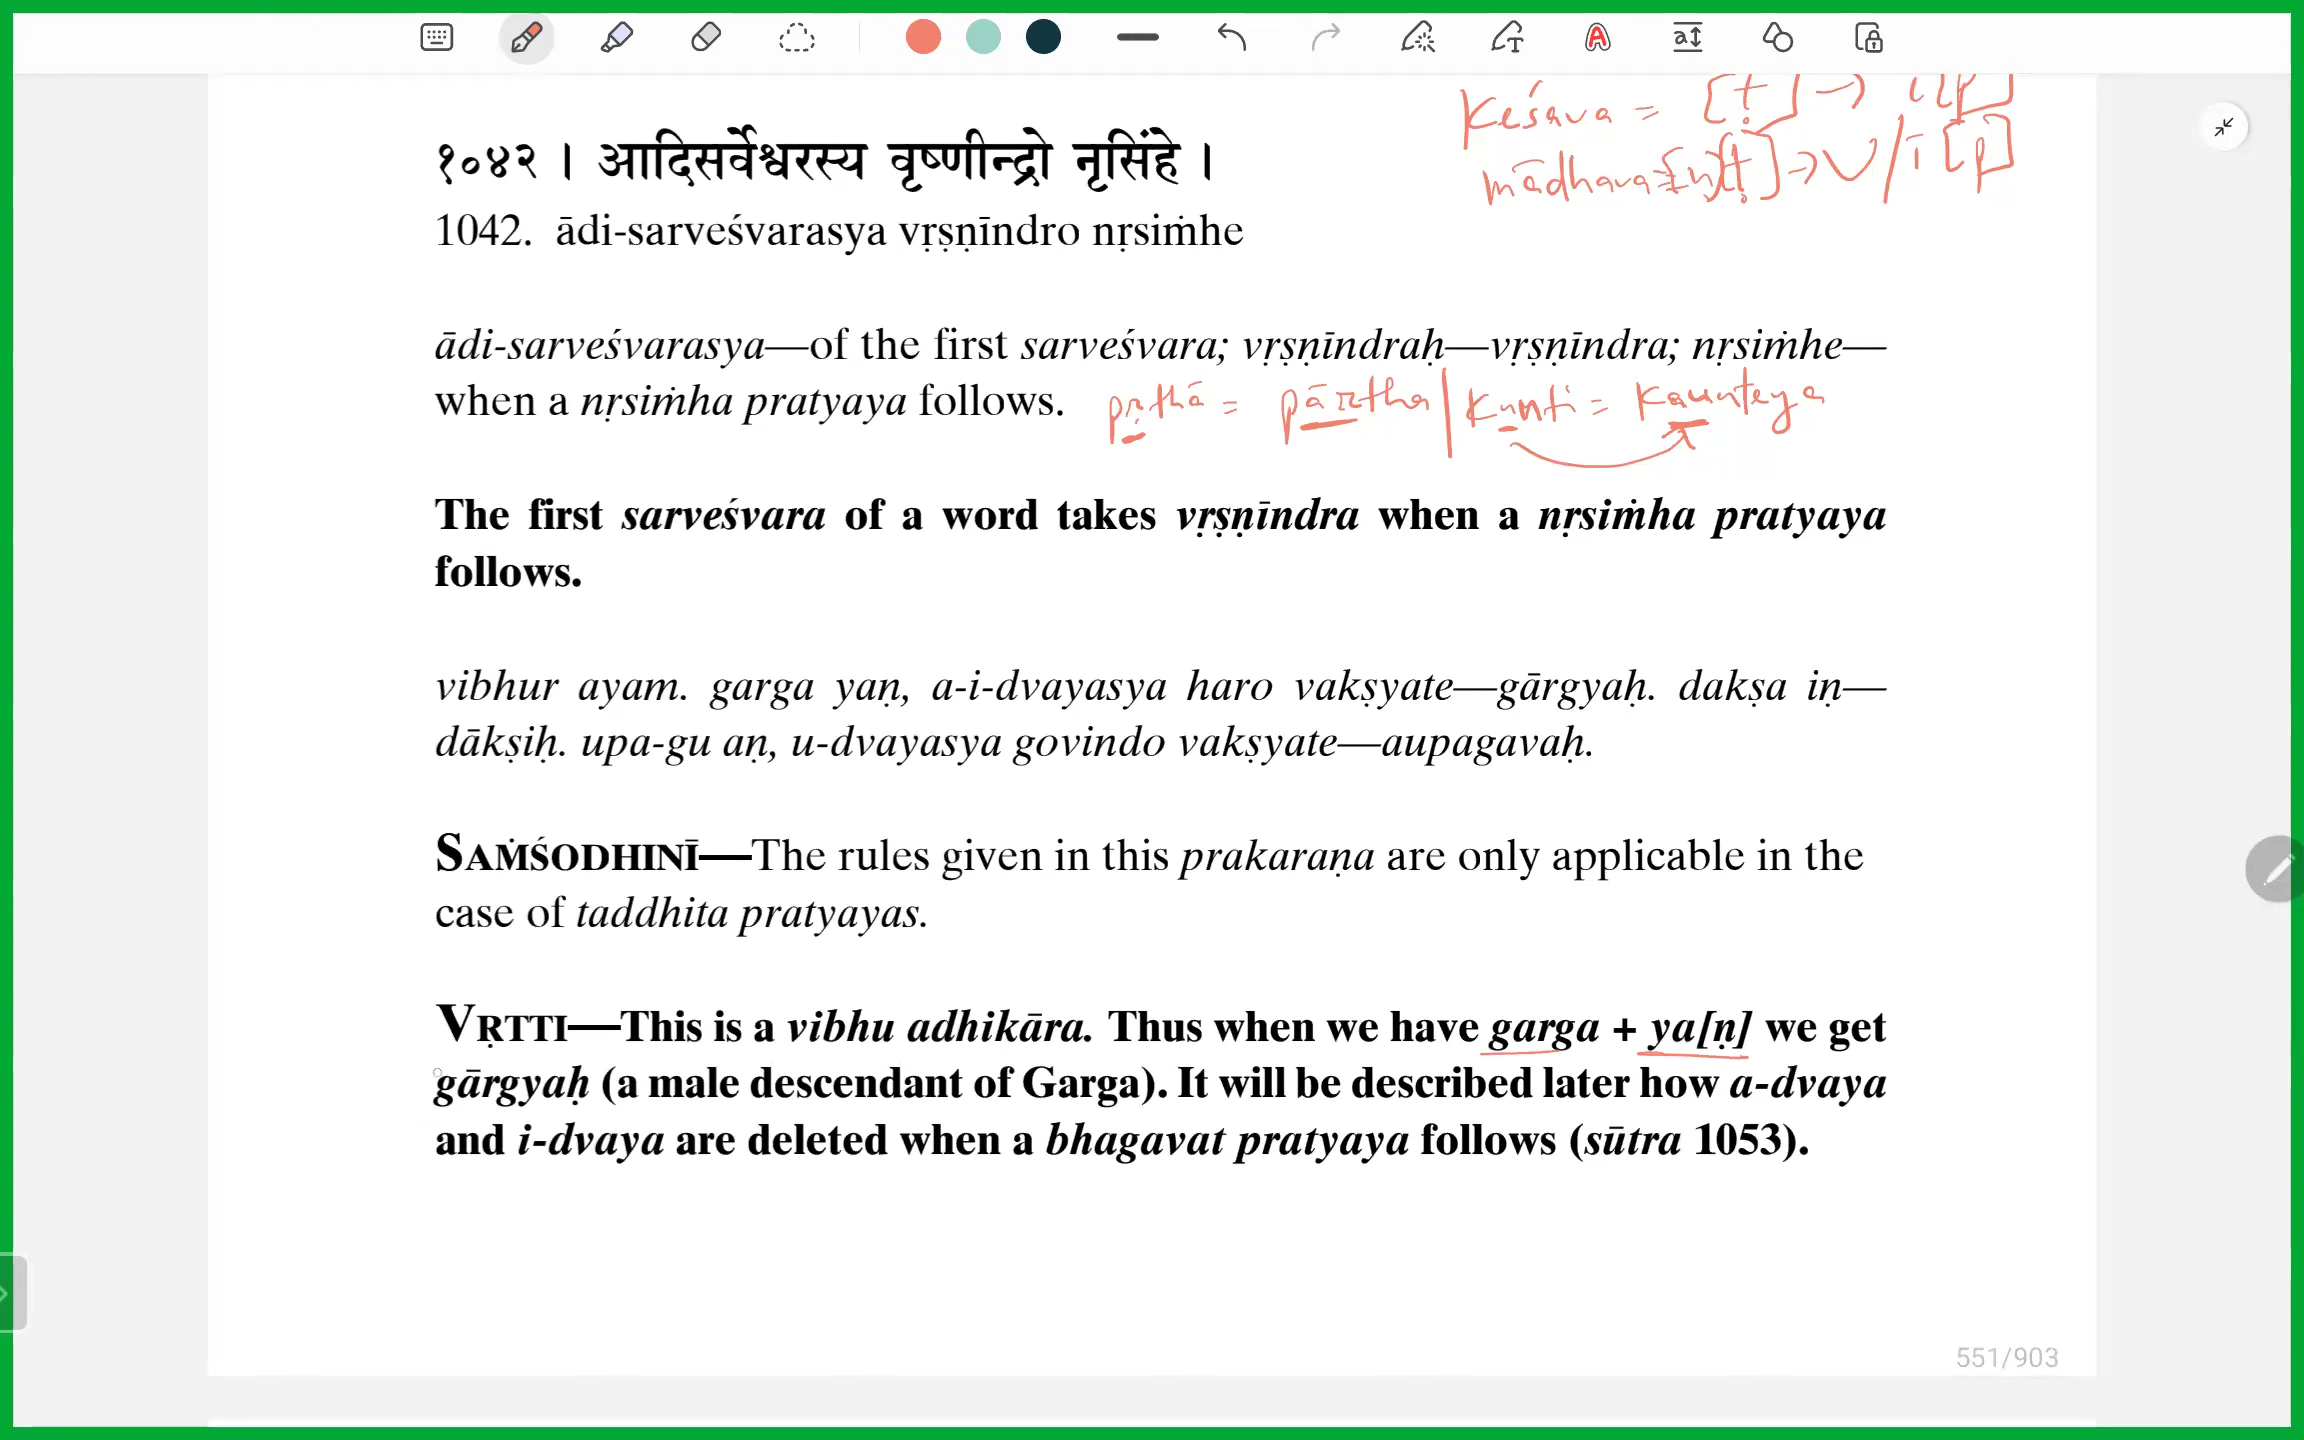 Keśava = [ṭ] → ī[p]
१०४२ । आदिसर्वेश्वरस्य वृष्णीन्द्रो नृसिंहे ।
mādhava = [ṇ][ṭ] → V / ī [p]
1042. ādi-sarveśvarasya vṛṣṇīndro nṛsiṁhe
ādi-sarveśvarasya—of the first sarveśvara; vṛṣṇīndraḥ—vṛṣṇīndra; nṛsiṁhe—
when a nṛsiṁha pratyaya follows.
pṛthā = pārtha | Kunti = Kaunteya
The first sarveśvara of a word takes vṛṣṇīndra when a nṛsiṁha pratyaya
follows.
vibhur ayam. garga yaṇ, a-i-dvayasya haro vakṣyate—gārgyaḥ. dakṣa iṇ—
dākṣiḥ. upa-gu aṇ, u-dvayasya govindo vakṣyate—aupagavaḥ.
SAṀŚODHINĪ—The rules given in this prakaraṇa are only applicable in the
case of taddhita pratyayas.
VṚTTI—This is a vibhu adhikāra. Thus when we have garga + ya[ṇ] we get
gārgyaḥ (a male descendant of Garga). It will be described later how a-dvaya
and i-dvaya are deleted when a bhagavat pratyaya follows (sūtra 1053).
551/903